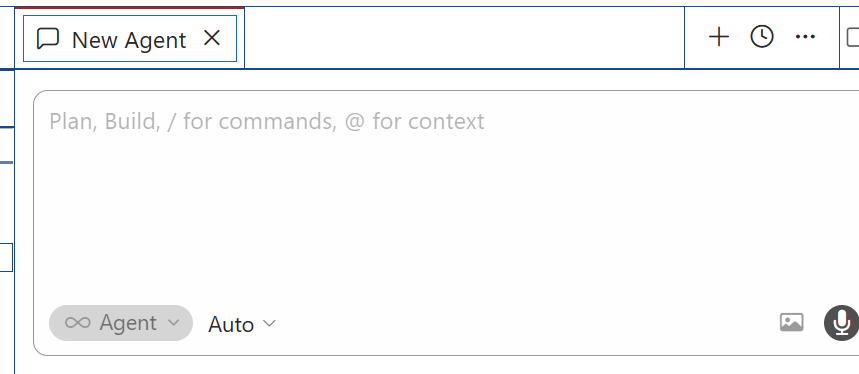 New Agent
Plan, Build, / for commands, @ for context
Agent
Auto